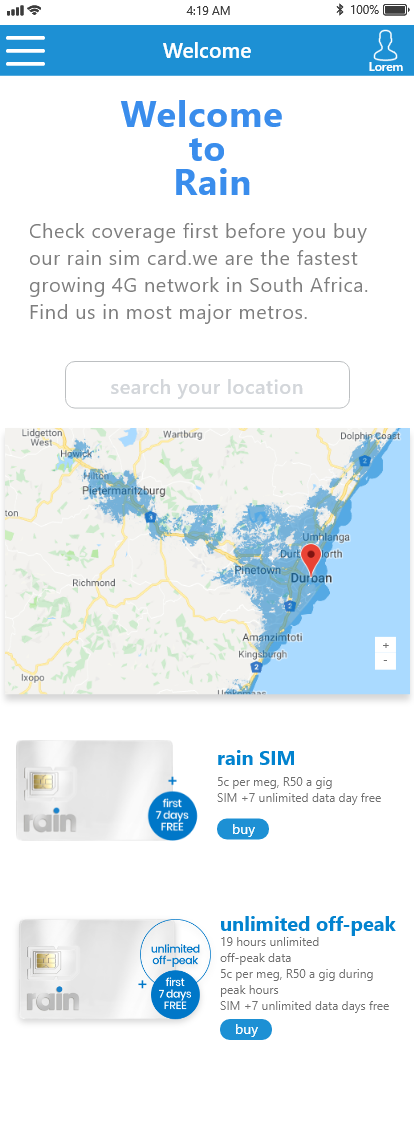 4:19 AM
100%
Welcome
Lorem
Welcome
to
Rain
Check coverage first before you buy
our rain sim card.we are the fastest
growing 4G network in South Africa.
Find us in most major metros.
search your location
Lidgetton
West
Wartburg
Dolphin Coast
Howick
2
Hilton
Pietermaritzburg
4
Umhlanga
Durban North
Pinetown
Durban
Richmond
2
Amanzimtoti
Kingsburgh
2
Ixopo
+
-
rain
+
first
7 days
FREE
rain SIM
5c per meg, R50 a gig
SIM +7 unlimited data day free
buy
rain
unlimited
off-peak
+
first
7 days
FREE
unlimited off-peak
19 hours unlimited
off-peak data
5c per meg, R50 a gig during
peak hours
SIM +7 unlimited data days free
buy